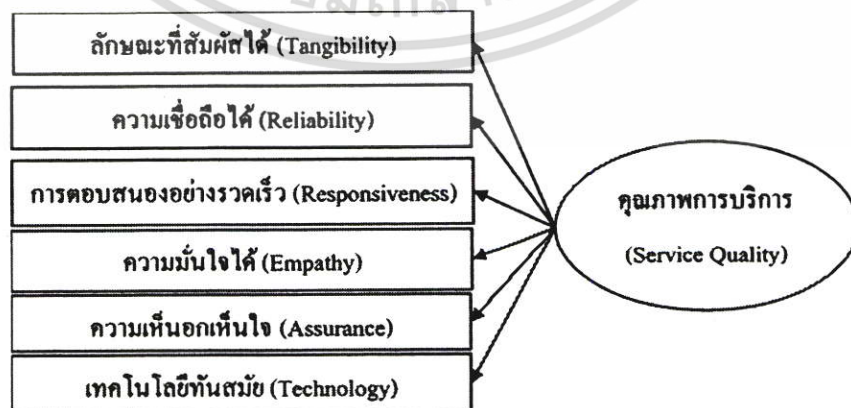 ลักษณะที่สัมผัสได้ (Tangibility)
ความเชื่อถือได้ (Reliability)
การตอบสนองอย่างรวดเร็ว (Responsiveness)
ความมั่นใจได้ (Empathy)
ความเห็นอกเห็นใจ (Assurance)
เทคโนโลยีทันสมัย (Technology)
คุณภาพการบริการ
(Service Quality)